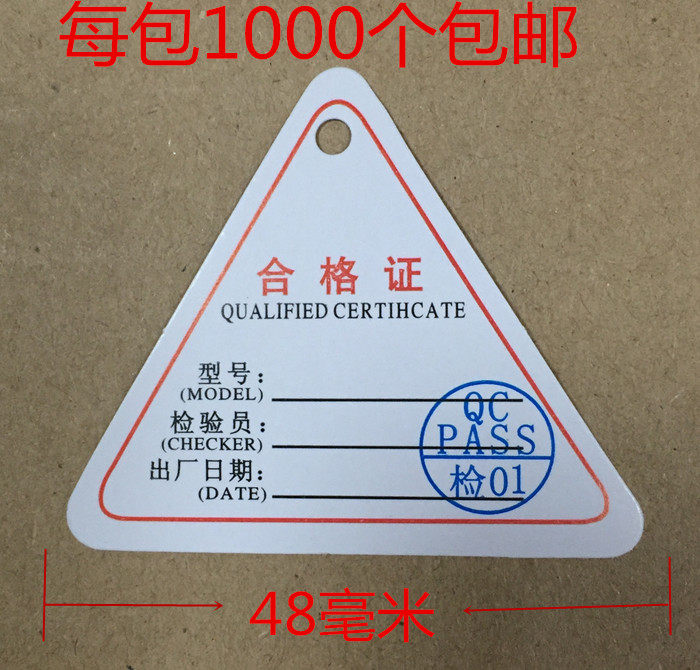 每包1000个包邮
合格证
QUALIFIED CERTIHCATE
型号：
(MODEL)
检验员：
(CHECKER)
出厂日期：
(DATE)
QC
PASS
检01
48毫米